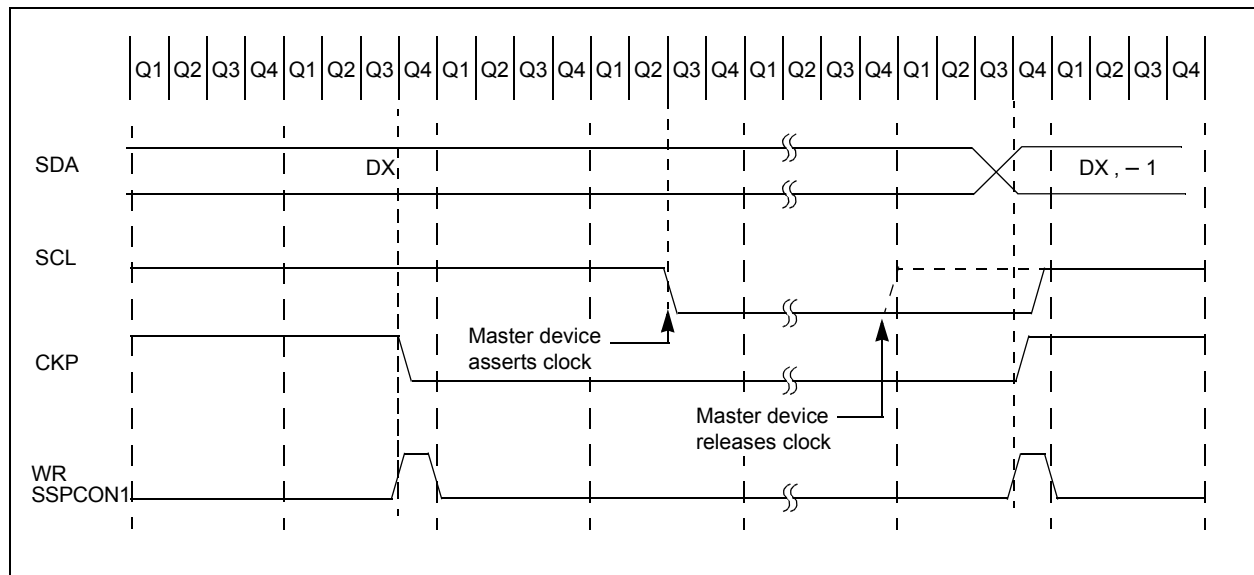 Q1 Q2 Q3 Q4 Q1 Q2 Q3 Q4 Q1 Q2 Q3 Q4 Q1 Q2 Q3 Q4 Q1 Q2 Q3 Q4 Q1 Q2 Q3 Q4 Q1 Q2 Q3 Q4
SDA
DX
DX , – 1
SCL
Master device
asserts clock
CKP
Master device
releases clock
WR
SSPCON1